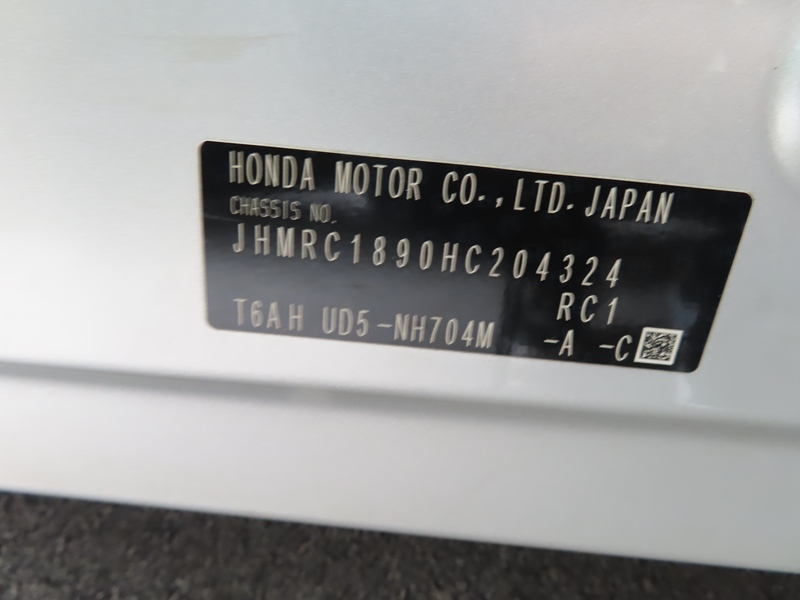 HONDA MOTOR CO.,LTD. JAPAN
CHASSIS NO.
JHMRC1890HC204324
RC1
T6AH UD5-NH704M -A -C